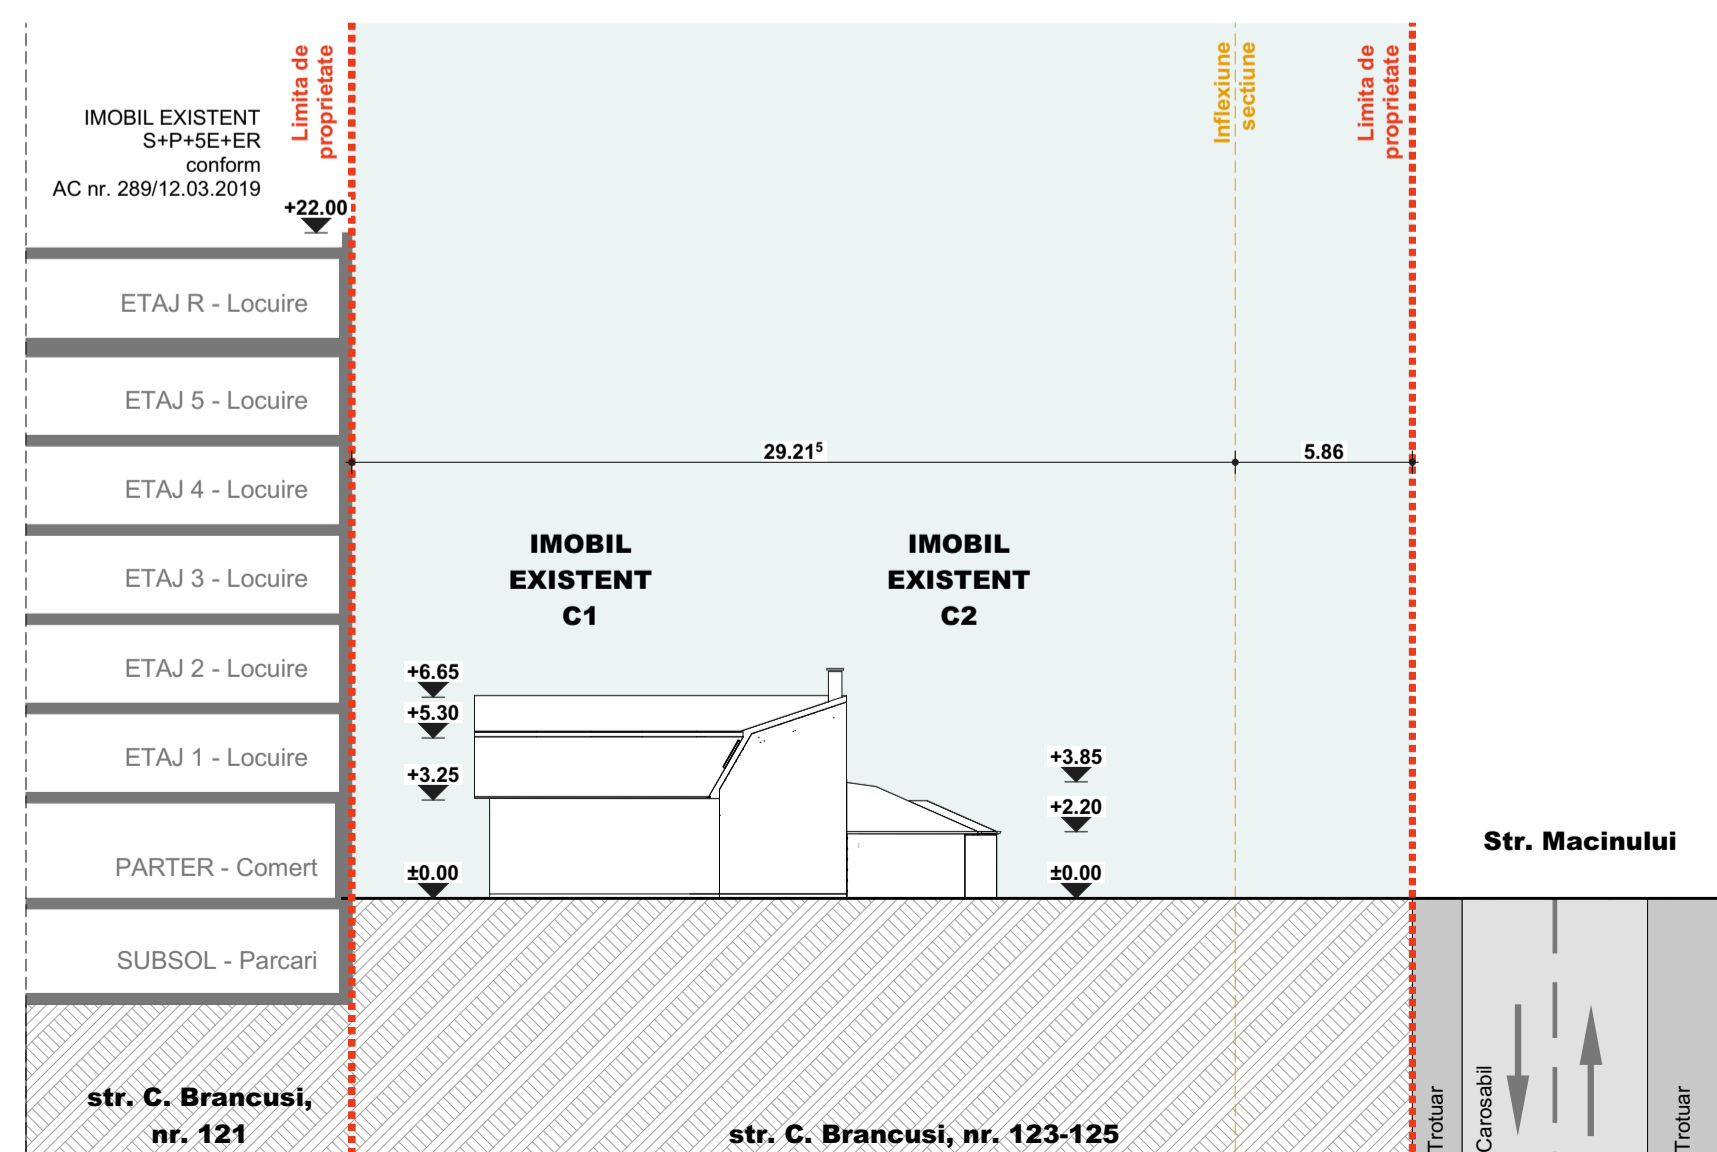 Limita de
proprietate
Inflexiune
sectiune
Limita de
proprietate
IMOBIL EXISTENT
S+P+5E+ER
conform
AC nr. 289/12.03.2019
+22.00
ETAJ R - Locuire
ETAJ 5 - Locuire
29.21⁵
5.86
ETAJ 4 - Locuire
IMOBIL
EXISTENT
C1
IMOBIL
EXISTENT
C2
ETAJ 3 - Locuire
ETAJ 2 - Locuire
+6.65
+5.30
ETAJ 1 - Locuire
+3.25
+3.85
+2.20
Str. Macinului
PARTER - Comert
±0.00
±0.00
SUBSOL - Parcari
str. C. Brancusi,
nr. 121
str. C. Brancusi, nr. 123-125
Trotuar
Carosabil
Trotuar